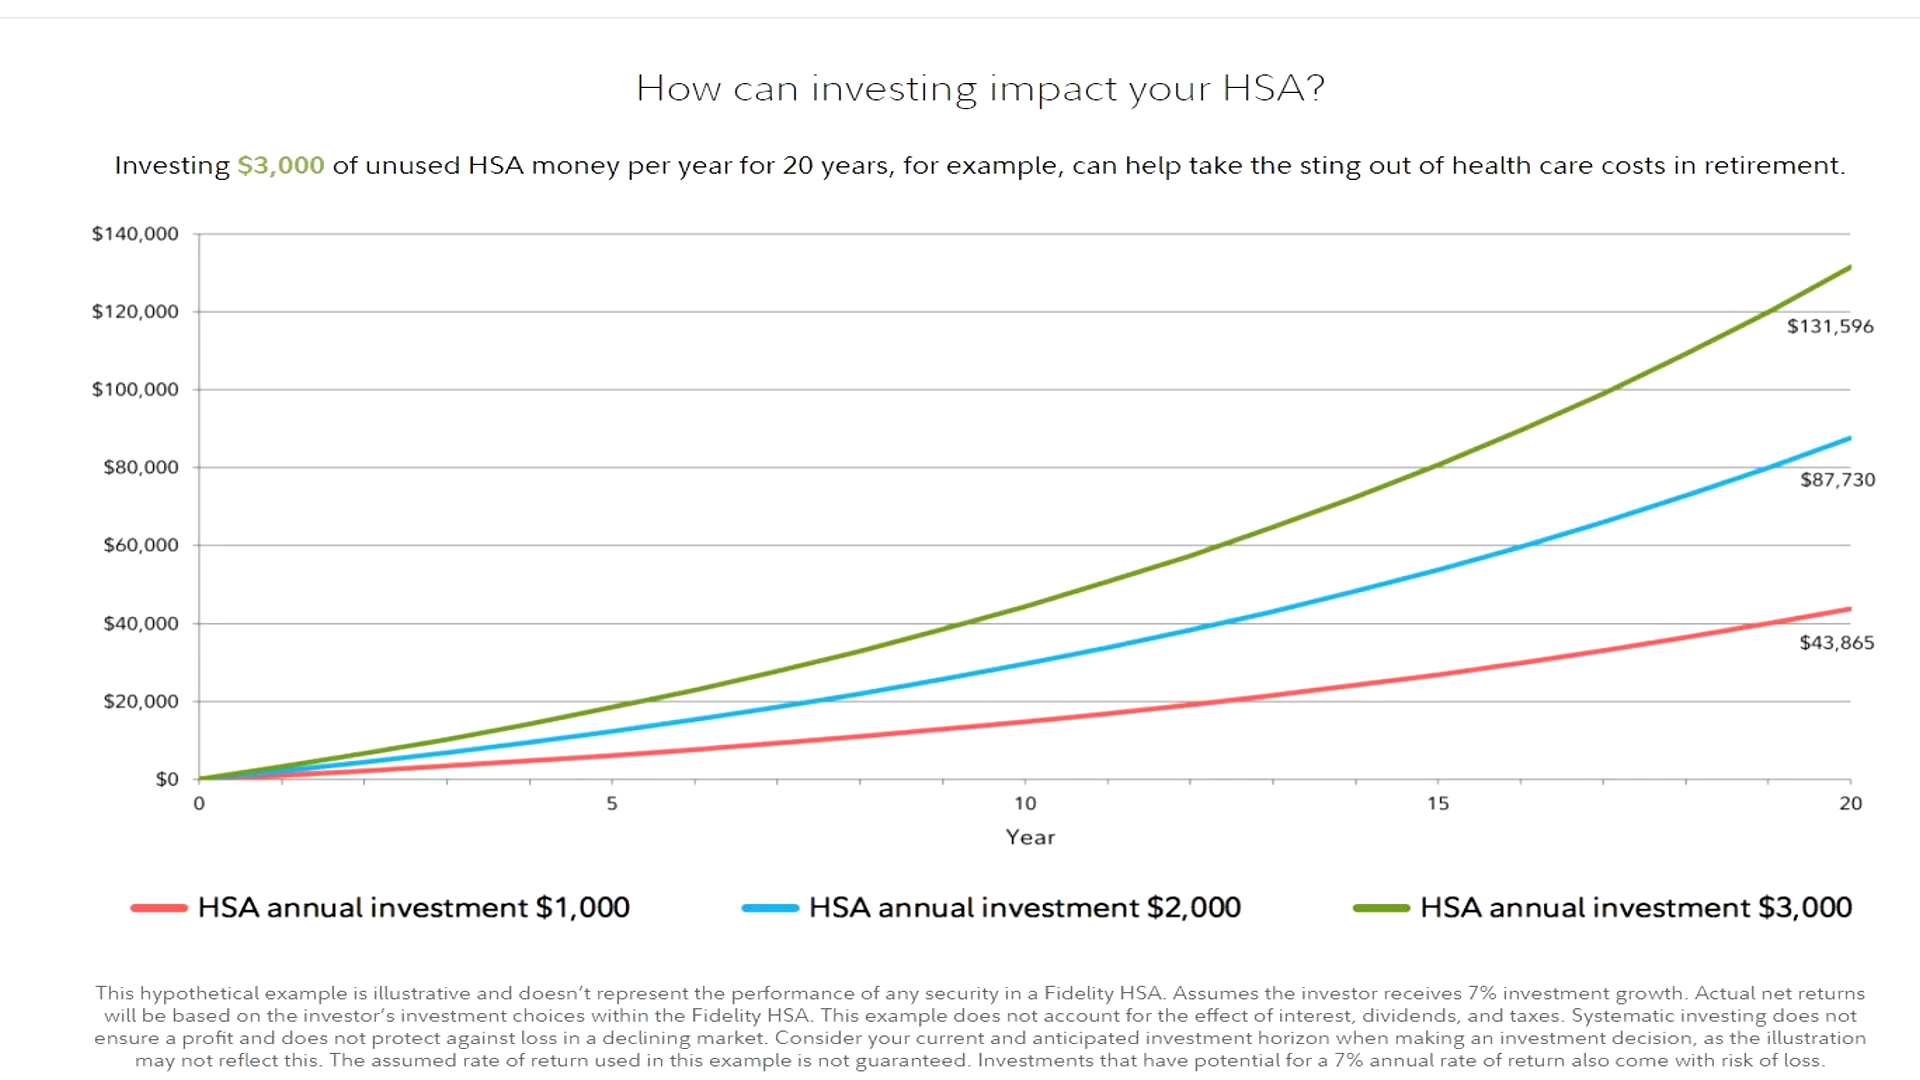 How can investing impact your HSA?
Investing $3,000 of unused HSA money per year for 20 years, for example, can help take the sting out of health care costs in retirement.
$140,000
$120,000
$131,596
$100,000
$80,000
$87,730
$60,000
$40,000
$43,865
$20,000
$0
0 5 10 15 20
Year
HSA annual investment $1,000 HSA annual investment $2,000 HSA annual investment $3,000
This hypothetical example is illustrative and doesn’t represent the performance of any security in a Fidelity HSA. Assumes the investor receives 7% investment growth. Actual net returns
will be based on the investor’s investment choices within the Fidelity HSA. This example does not account for the effect of interest, dividends, and taxes. Systematic investing does not
ensure a profit and does not protect against loss in a declining market. Consider your current and anticipated investment horizon when making an investment decision, as the illustration
may not reflect this. The assumed rate of return used in this example is not guaranteed. Investments that have potential for a 7% annual rate of return also come with risk of loss.